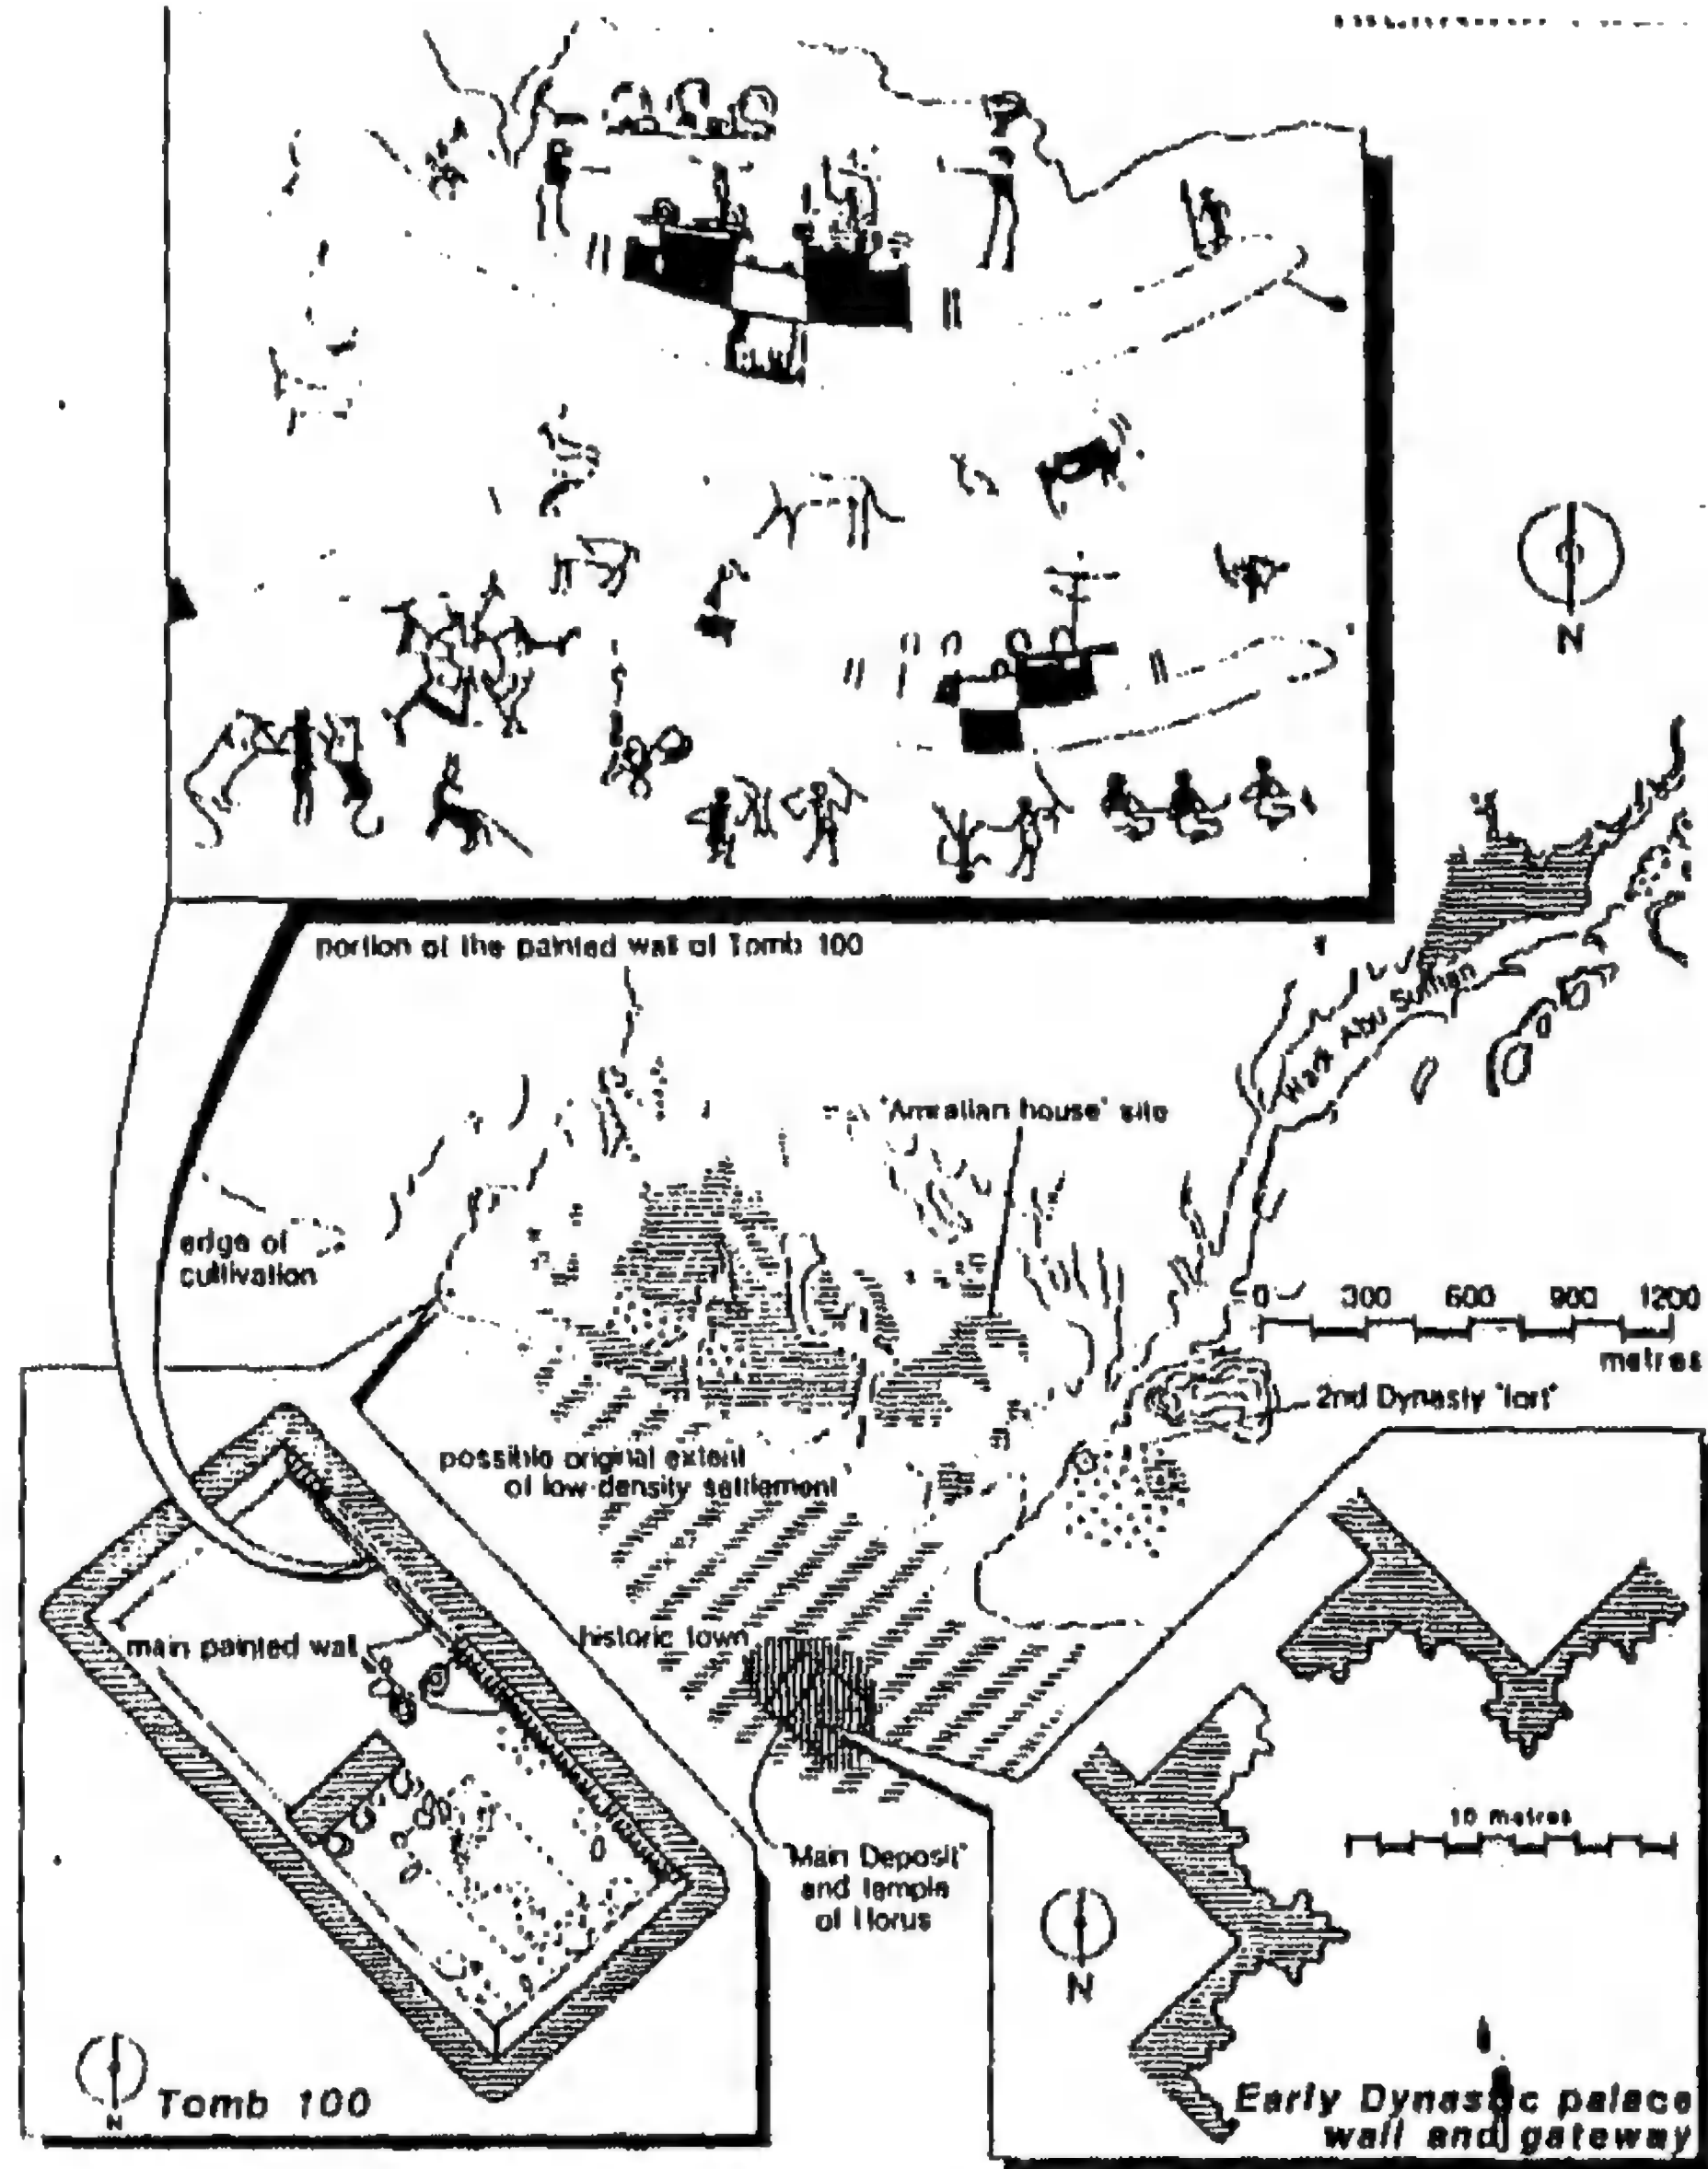 N
portion of the painted wall of Tomb 100
Wadi Abu Suffian
'Amratian house' site
edge of
cultivation
0 300 600 900 1200
metres
2nd Dynasty 'fort'
possible original extent
of low-density settlement
historic town
main painted wall
10 metres
'Main Deposit'
and temple
of Horus
N
N
Tomb 100
Early Dynastic palace
wall and gateway